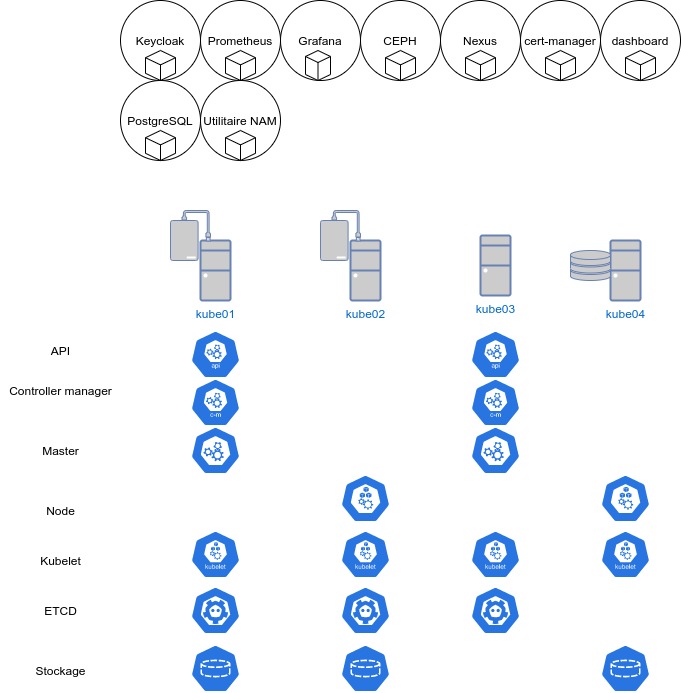 Keycloak Prometheus Grafana CEPH Nexus cert-manager dashboard
PostgreSQL Utilitaire NAM
kube01 kube02 kube03 kube04
API api api
Controller manager c-m c-m
Master
Node
Kubelet kubelet kubelet kubelet kubelet
ETCD
Stockage